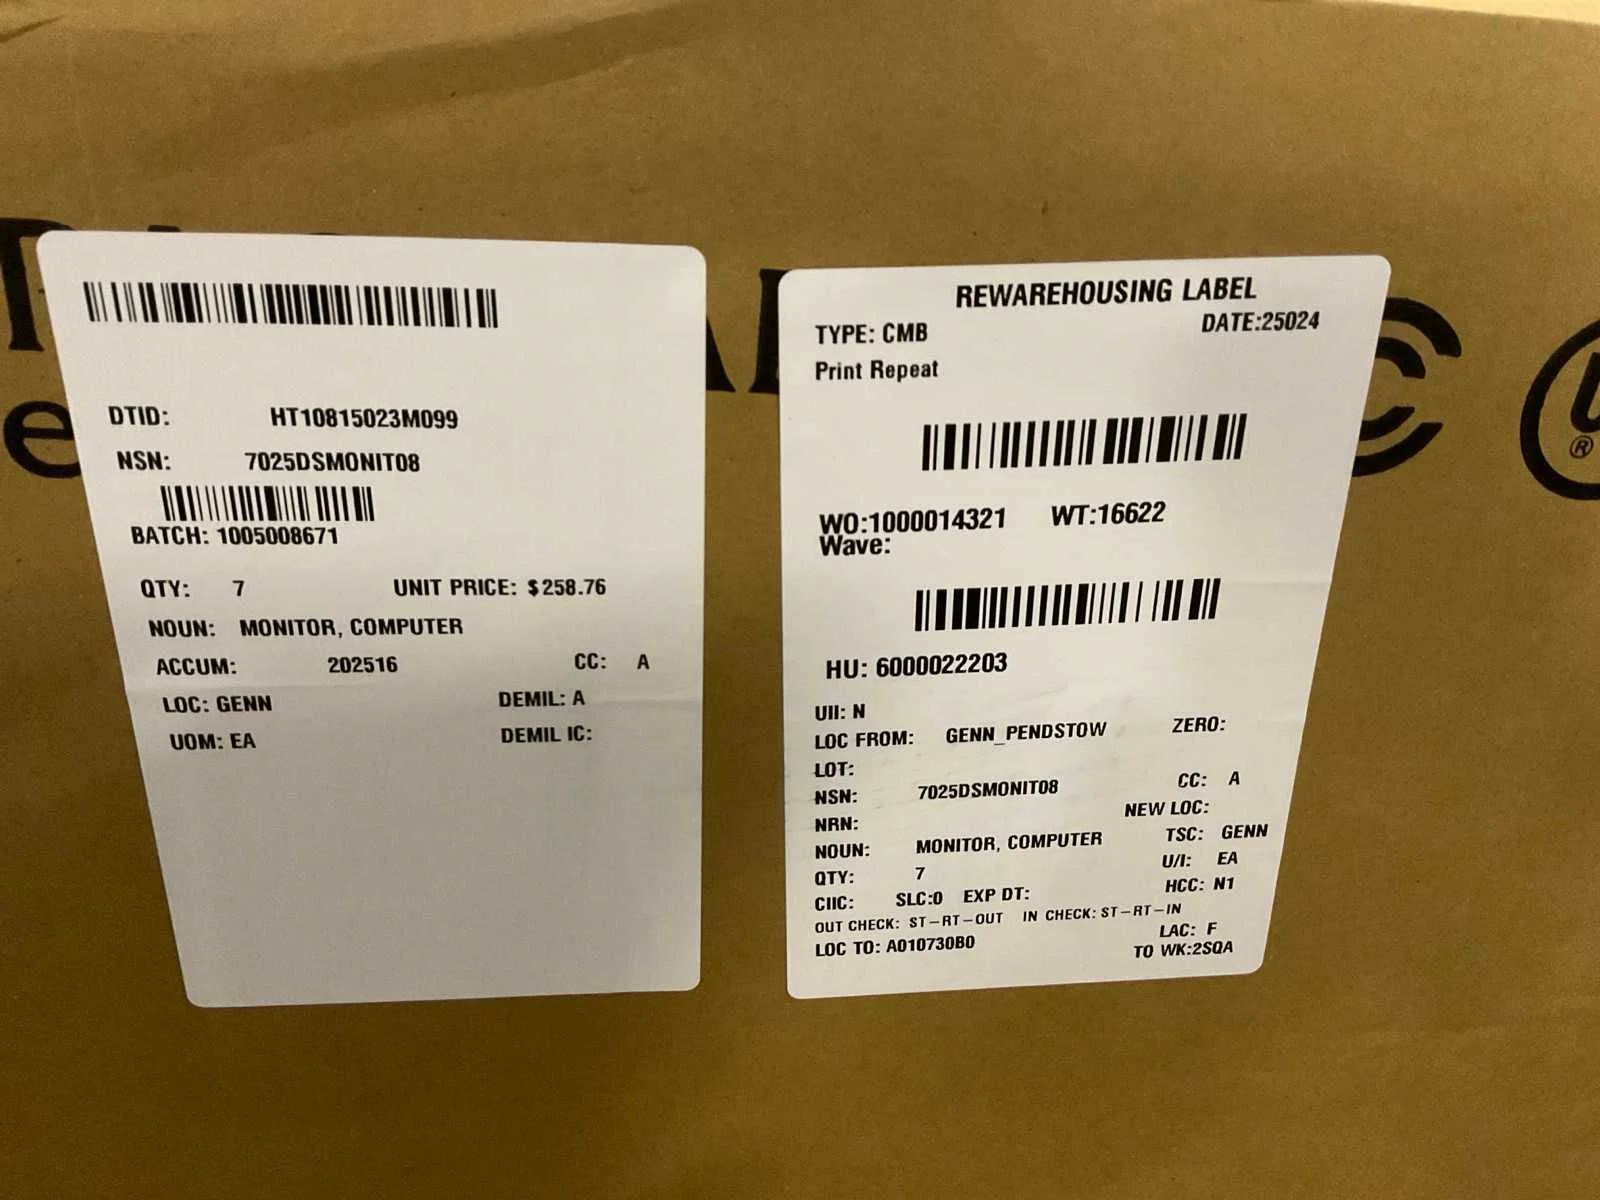 DTID: HT10815023M099
NSN: 7025DSMONIT08
BATCH: 1005008671
QTY: 7 UNIT PRICE: $258.76
NOUN: MONITOR, COMPUTER
ACCUM: 202516 CC: A
LOC: GENN DEMIL: A
UOM: EA DEMIL IC:
REWAREHOUSING LABEL
TYPE: CMB DATE:25024
Print Repeat
WO:1000014321 WT:16622
Wave:
HU: 6000022203
UII: N
LOC FROM: GENN_PENDSTOW ZERO:
LOT:
NSN: 7025DSMONIT08 CC: A
NRN: NEW LOC:
NOUN: MONITOR, COMPUTER TSC: GENN
QTY: 7 U/I: EA
CIIC: SLC:0 EXP DT: HCC: N1
OUT CHECK: ST-RT-OUT IN CHECK: ST-RT-IN
LAC: F
LOC TO: A010730B0 TO WK:2SQA